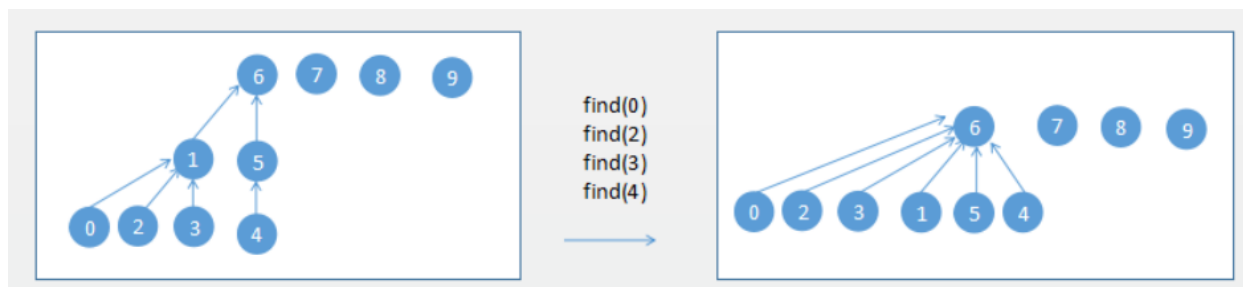 6 7 8 9
1 5
0 2 3 4
find(0)
find(2)
find(3)
find(4)
6 7 8 9
0 2 3 1 5 4